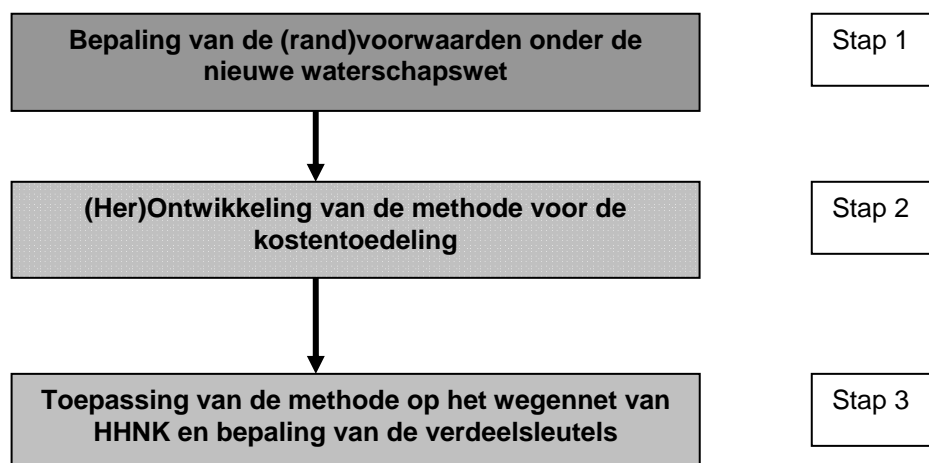 Bepaling van de (rand)voorwaarden onder de
nieuwe waterschapswet
Stap 1
(Her)Ontwikkeling van de methode voor de
kostentoedeling
Stap 2
Toepassing van de methode op het wegennet van
HHNK en bepaling van de verdeelsleutels
Stap 3